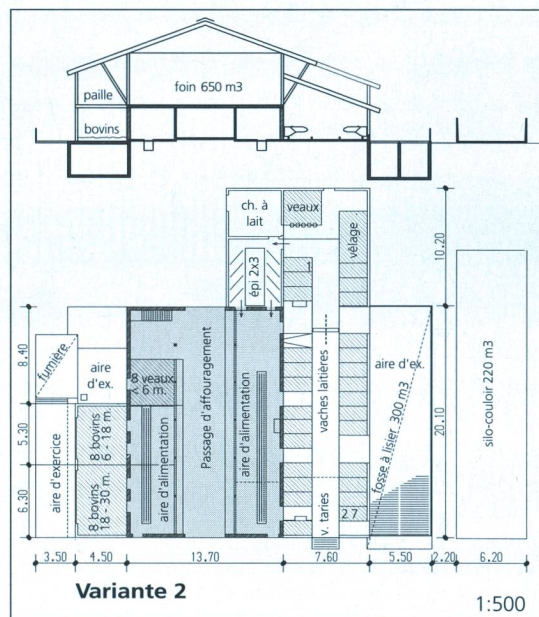 foin 650 m3
paille
bovins
ch. à
lait
veaux
vêlage
épi 2x3
1
10.20
8.40
5.30
6.30
fumière
aire
d'ex.
8 veaux
< 6 m.
Passage d'affouragement
aire d'alimentation
vaches laitières
aire d'ex.
fosse à lisier 300 m3
silo-couloir 220 m3
20.10
aire d'exercice
8 bovins
6 - 18 m.
8 bovins
18 - 30 m.
aire d'alimentation
v. taries
27
3.50 4.50 13.70 7.60 5.50 2.20 6.20
Variante 2
1:500